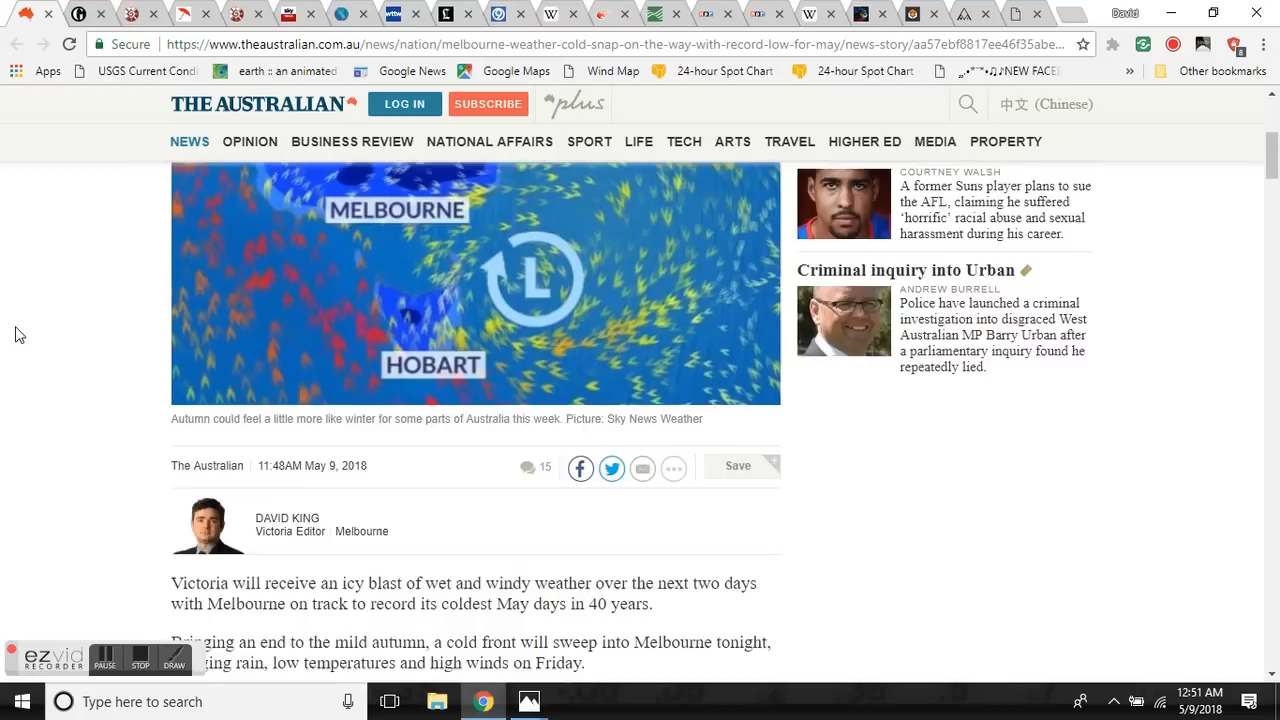 David
Secure
https://www.theaustralian.com.au/news/nation/melbourne-weather-cold-snap-on-the-way-with-record-low-for-may/news-story/aa57ebf8817ee46f35abe...
Apps
USGS Current Condi
earth :: an animated
Google News
Google Maps
Wind Map
24-hour Spot Chart
24-hour Spot Chart
NEW FACE
»
Other bookmarks
THE AUSTRALIAN
LOG IN
SUBSCRIBE
plus
中文 (Chinese)
NEWS
OPINION
BUSINESS REVIEW
NATIONAL AFFAIRS
SPORT
LIFE
TECH
ARTS
TRAVEL
HIGHER ED
MEDIA
PROPERTY
MELBOURNE
L
HOBART
Autumn could feel a little more like winter for some parts of Australia this week. Picture: Sky News Weather
The Australian
11:48AM May 9, 2018
15
Save
DAVID KING
Victoria Editor
Melbourne
Victoria will receive an icy blast of wet and windy weather over the next two days
with Melbourne on track to record its coldest May days in 40 years.
an end to the mild autumn, a cold front will sweep into Melbourne tonight,
rain, low temperatures and high winds on Friday.
COURTNEY WALSH
A former Suns player plans to sue
the AFL, claiming he suffered
‘horrific’ racial abuse and sexual
harassment during his career.
Criminal inquiry into Urban
ANDREW BURRELL
Police have launched a criminal
investigation into disgraced West
Australian MP Barry Urban after
a parliamentary inquiry found he
repeatedly lied.
ezvid
RECORDER
PAUSE
STOP
DRAW
Type here to search
12:51 AM
5/9/2018